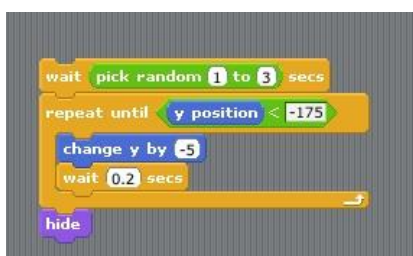 wait pick random 1 to 3 secs
repeat until y position < -175
change y by -5
wait 0.2 secs
hide